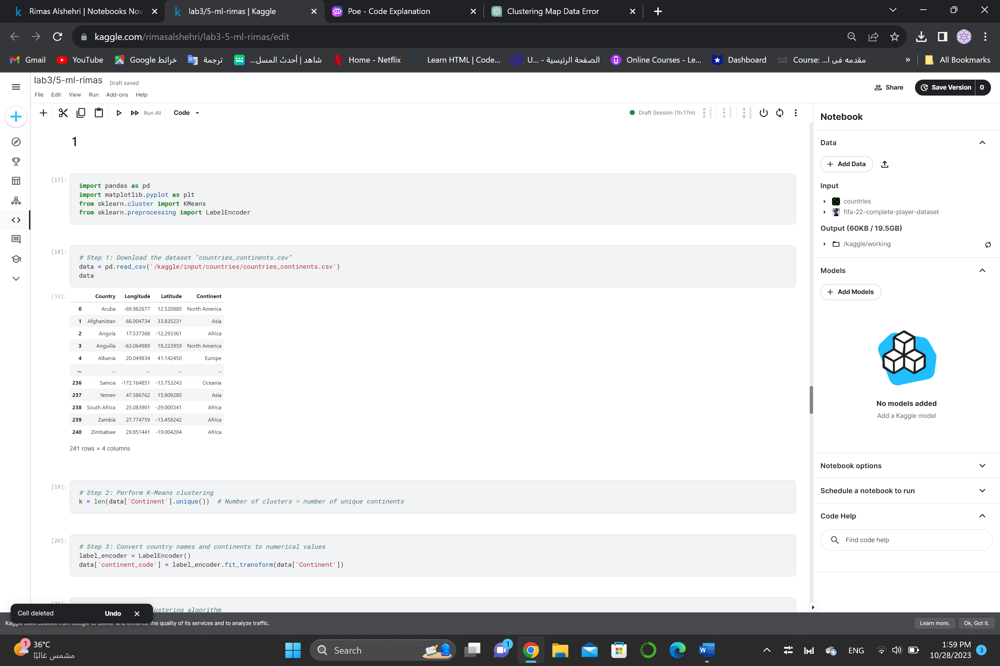 Rimas Alshehri | Notebooks Nov
lab3/5-ml-rimas | Kaggle
Poe - Code Explanation
Clustering Map Data Error
kaggle.com/rimasalshehri/lab3-5-ml-rimas/edit
Gmail
YouTube
خرائط Google
ترجمة
شاهد | أحدث المسل...
Home - Netflix
Learn HTML | Code...
الصفحة الرئيسية - U...
Online Courses - Le...
Dashboard
Course: مقدمه فى ا...
»
All Bookmarks
lab3/5-ml-rimas
Draft saved
File Edit View Run Add-ons Help
Share
Save Version 0
Run All
Code
Draft Session (1h:17m)
HDD
CPU
RAM
1
[17]:
import pandas as pd
import matplotlib.pyplot as plt
from sklearn.cluster import KMeans
from sklearn.preprocessing import LabelEncoder
[18]:
# Step 1: Download the dataset "countries_continents.csv"
data = pd.read_csv('/kaggle/input/countries/countries_continents.csv')
data
[18]:
Country Longitude Latitude Continent
0 Aruba -69.982677 12.520880 North America
1 Afghanistan 66.004734 33.835231 Asia
2 Angola 17.537368 -12.293361 Africa
3 Anguilla -63.064989 18.223959 North America
4 Albania 20.049834 41.142450 Europe
... ... ... ... ...
236 Samoa -172.164851 -13.753243 Oceania
237 Yemen 47.586762 15.909280 Asia
238 South Africa 25.083901 -29.000341 Africa
239 Zambia 27.774759 -13.458242 Africa
240 Zimbabwe 29.851441 -19.004204 Africa
241 rows × 4 columns
[19]:
# Step 2: Perform K-Means clustering
k = len(data['Continent'].unique())  # Number of clusters = number of unique continents
[20]:
# Step 3: Convert country names and continents to numerical values
label_encoder = LabelEncoder()
data['continent_code'] = label_encoder.fit_transform(data['Continent'])
ustering algorithm
Notebook
Data
Add Data
Input
countries
fifa-22-complete-player-dataset
Output (60KB / 19.5GB)
/kaggle/working
Models
Add Models
No models added
Add a Kaggle model
Notebook options
Schedule a notebook to run
Code Help
Find code help
Cell deleted
Undo
Kaggle uses cookies from Google to deliver and enhance the quality of its services and to analyze traffic.
Learn more.
Ok, Got it.
1
36°C
مشمس غالبًا
Search
1
ENG
1:59 PM
10/28/2023
3